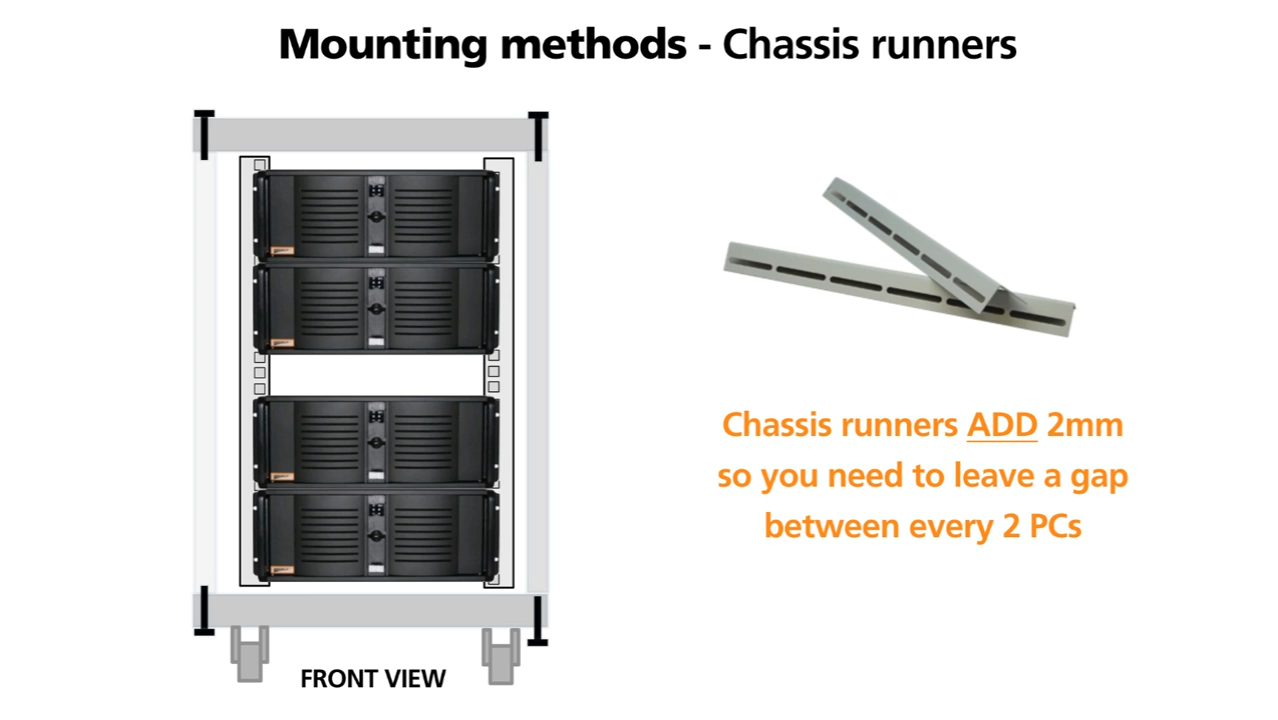 Mounting methods - Chassis runners
Chassis runners ADD 2mm
so you need to leave a gap
between every 2 PCs
FRONT VIEW